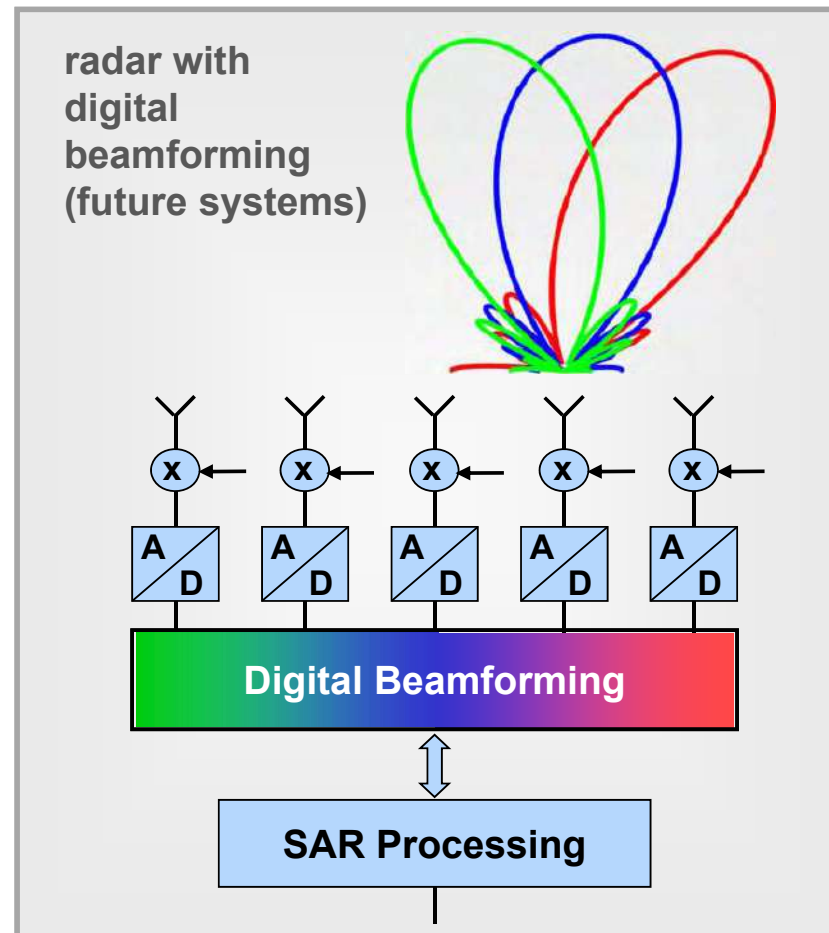 radar with
digital
beamforming
(future systems)
x x x x x
A A A A A
D D D D D
Digital Beamforming
SAR Processing